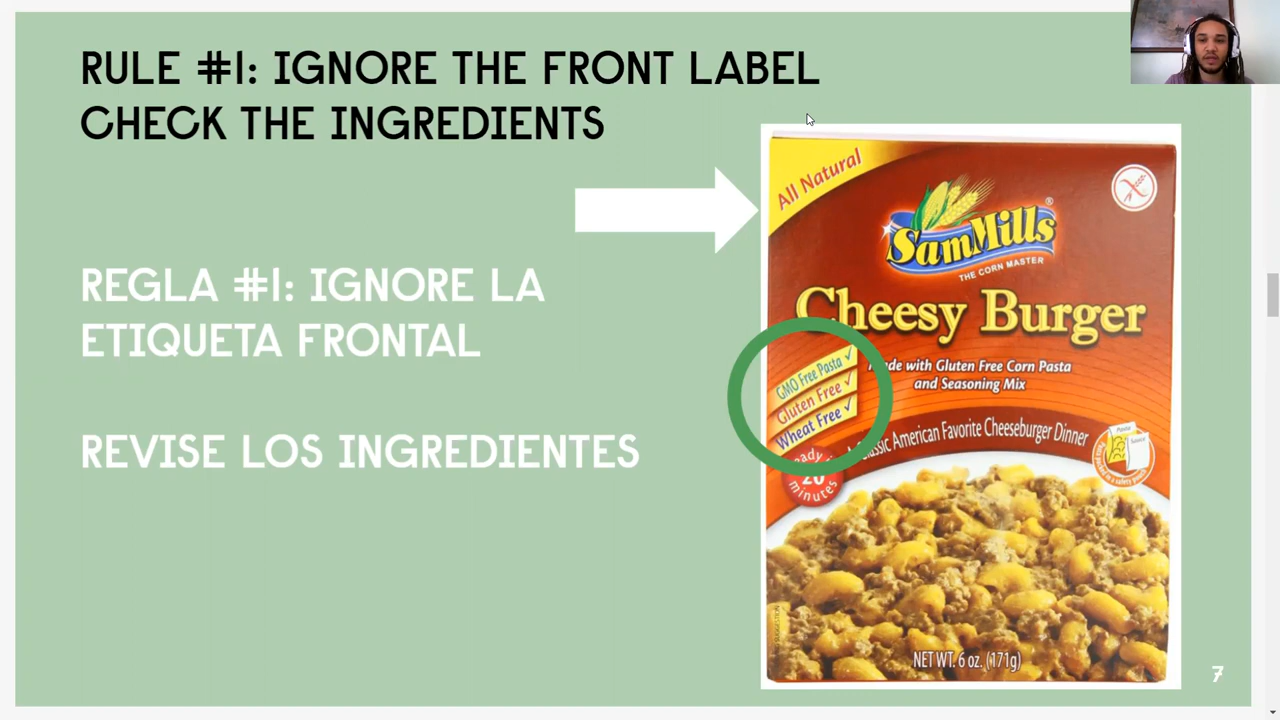 RULE #1: IGNORE THE FRONT LABEL
CHECK THE INGREDIENTS
REGLA #1: IGNORE LA
ETIQUETA FRONTAL
REVISE LOS INGREDIENTES
All Natural
SamMills®
THE CORN MASTER
Cheesy Burger
GMO Free Pasta ✓
Gluten Free ✓
Wheat Free ✓
Made with Gluten Free Corn Pasta
and Seasoning Mix
Classic American Favorite Cheeseburger Dinner
20
minutes
Pasta
Sauce
NET WT. 6 oz. (171g)
7